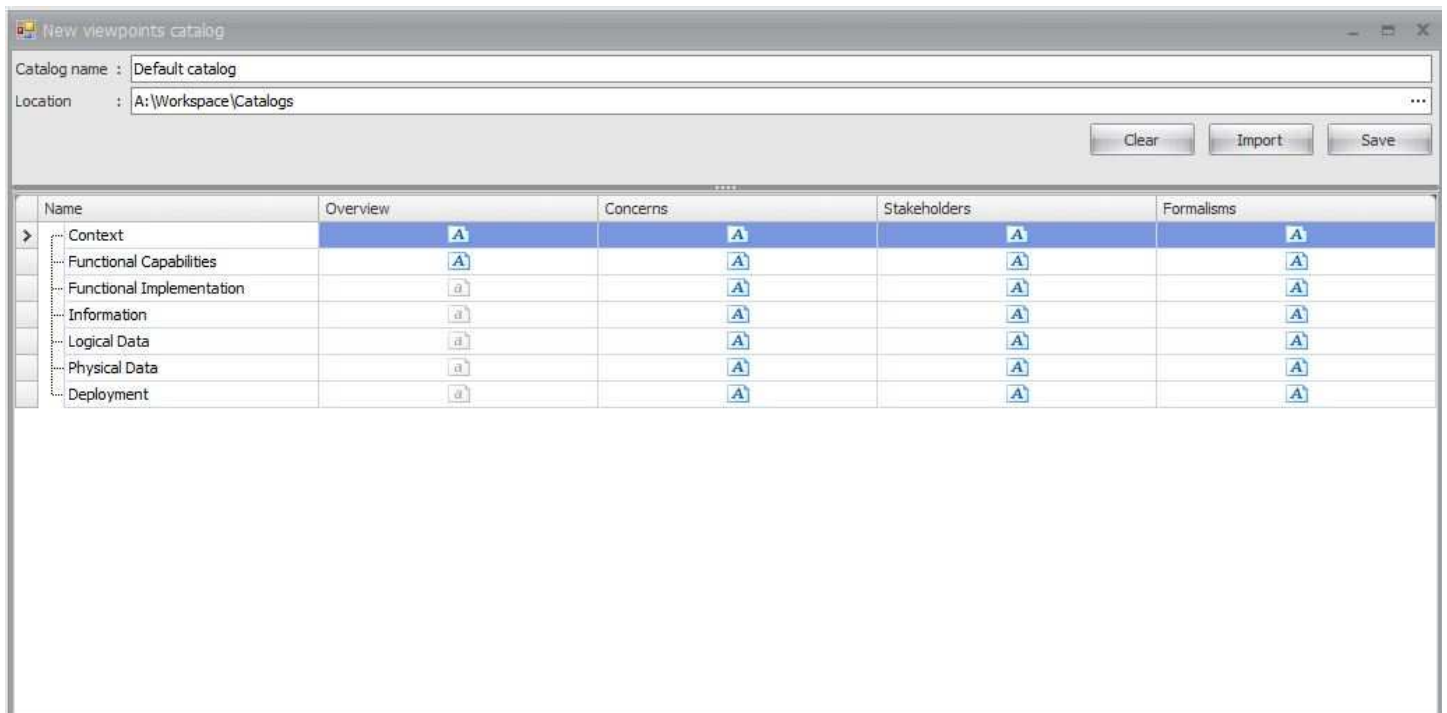 New viewpoints catalog
Catalog name : Default catalog
Location : A:\Workspace\Catalogs ...
Clear Import Save
Name Overview Concerns Stakeholders Formalisms
Context A A A A
Functional Capabilities A A A A
Functional Implementation a A A A
Information a A A A
Logical Data a A A A
Physical Data a A A A
Deployment a A A A